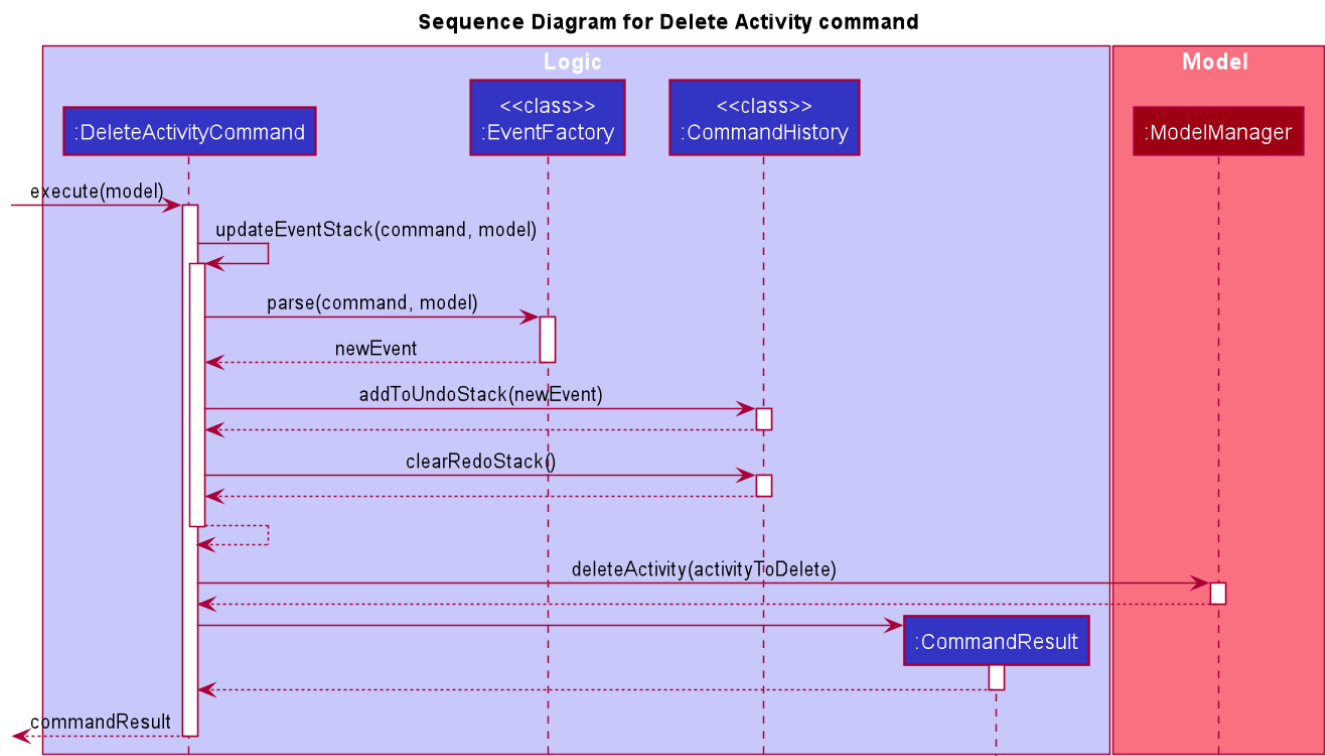 Sequence Diagram for Delete Activity command
Logic
Model
:DeleteActivityCommand
<<class>>
:EventFactory
<<class>>
:CommandHistory
:ModelManager
execute(model)
updateEventStack(command, model)
parse(command, model)
newEvent
addToUndoStack(newEvent)
clearRedoStack()
deleteActivity(activityToDelete)
:CommandResult
commandResult